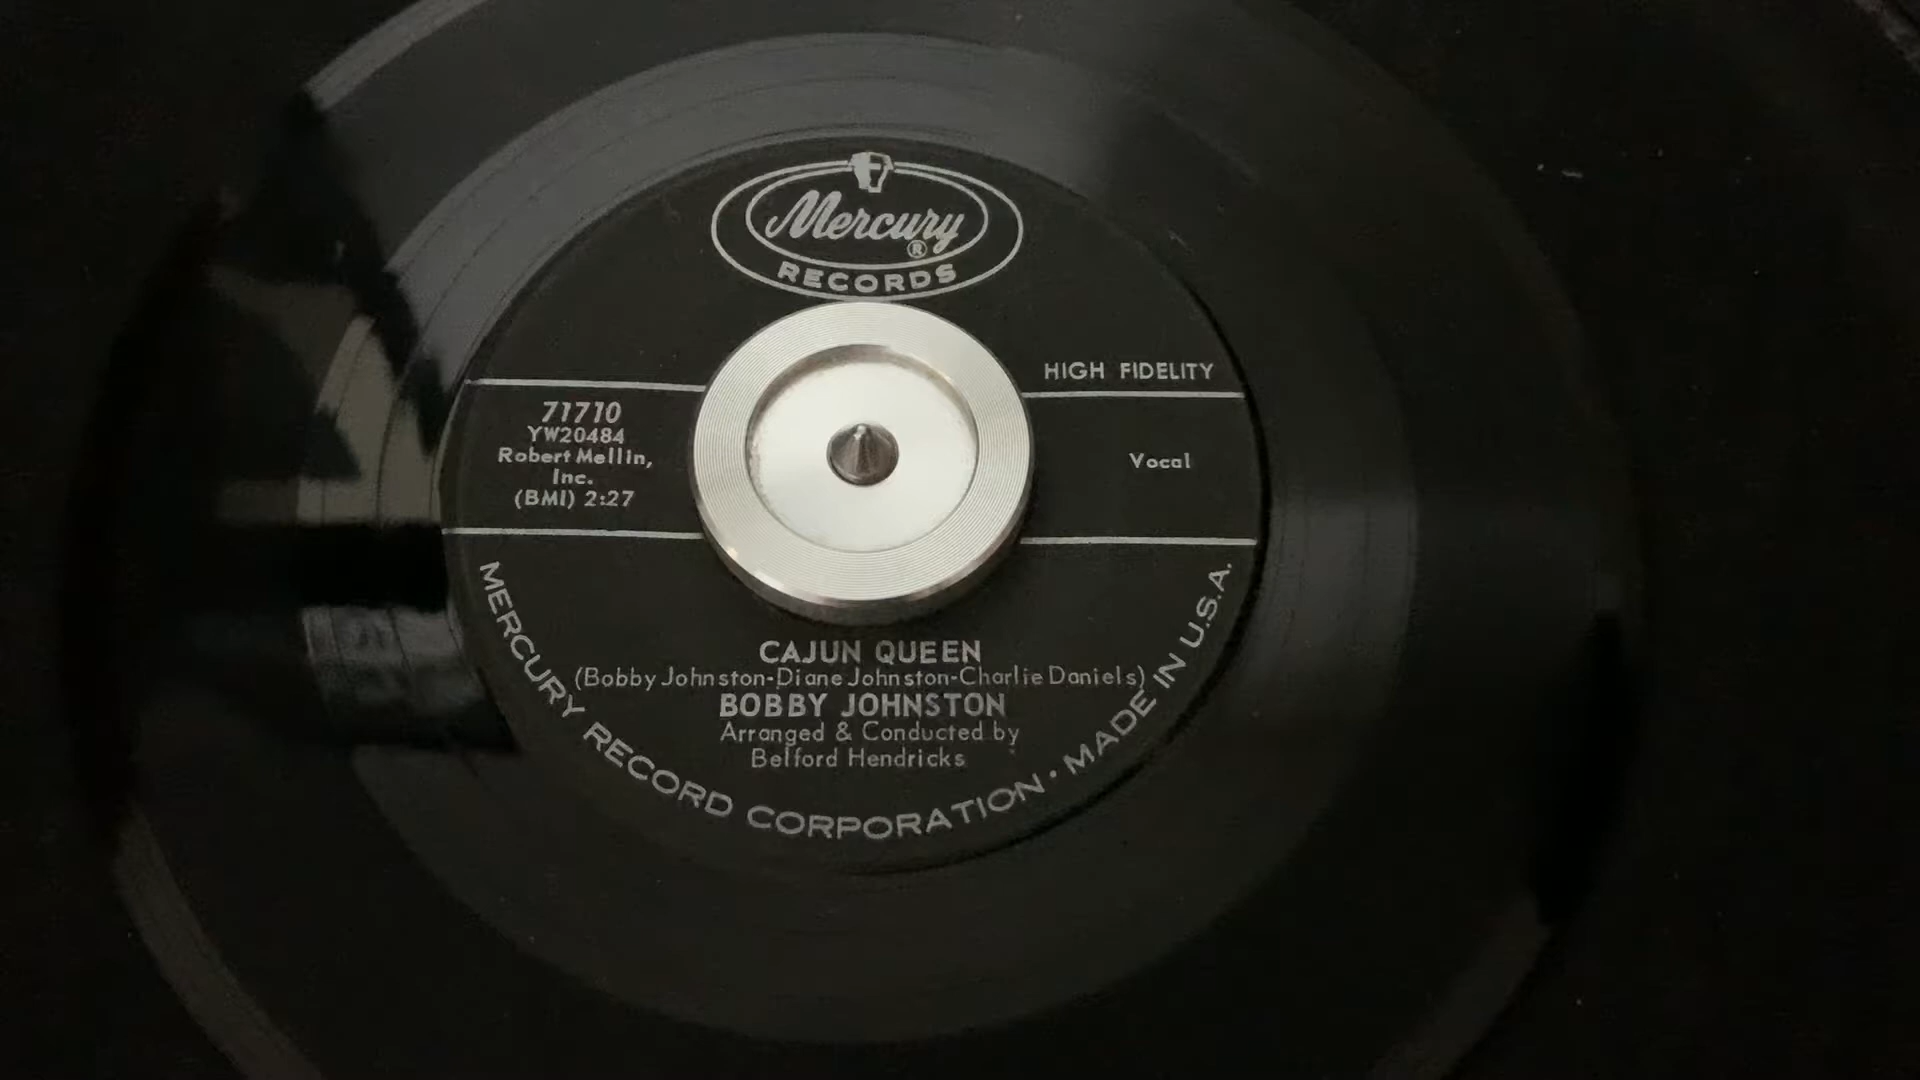 Mercury
®
RECORDS
HIGH FIDELITY
71710
YW20484
Robert Mellin,
Inc.
(BMI) 2:27
Vocal
CAJUN QUEEN
(Bobby Johnston-Diane Johnston-Charlie Daniels)
BOBBY JOHNSTON
Arranged & Conducted by
Belford Hendricks
MERCURY RECORD CORPORATION • MADE IN U.S.A.